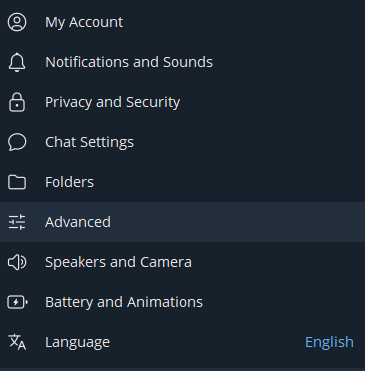 My Account
Notifications and Sounds
Privacy and Security
Chat Settings
Folders
Advanced
Speakers and Camera
Battery and Animations
Language English